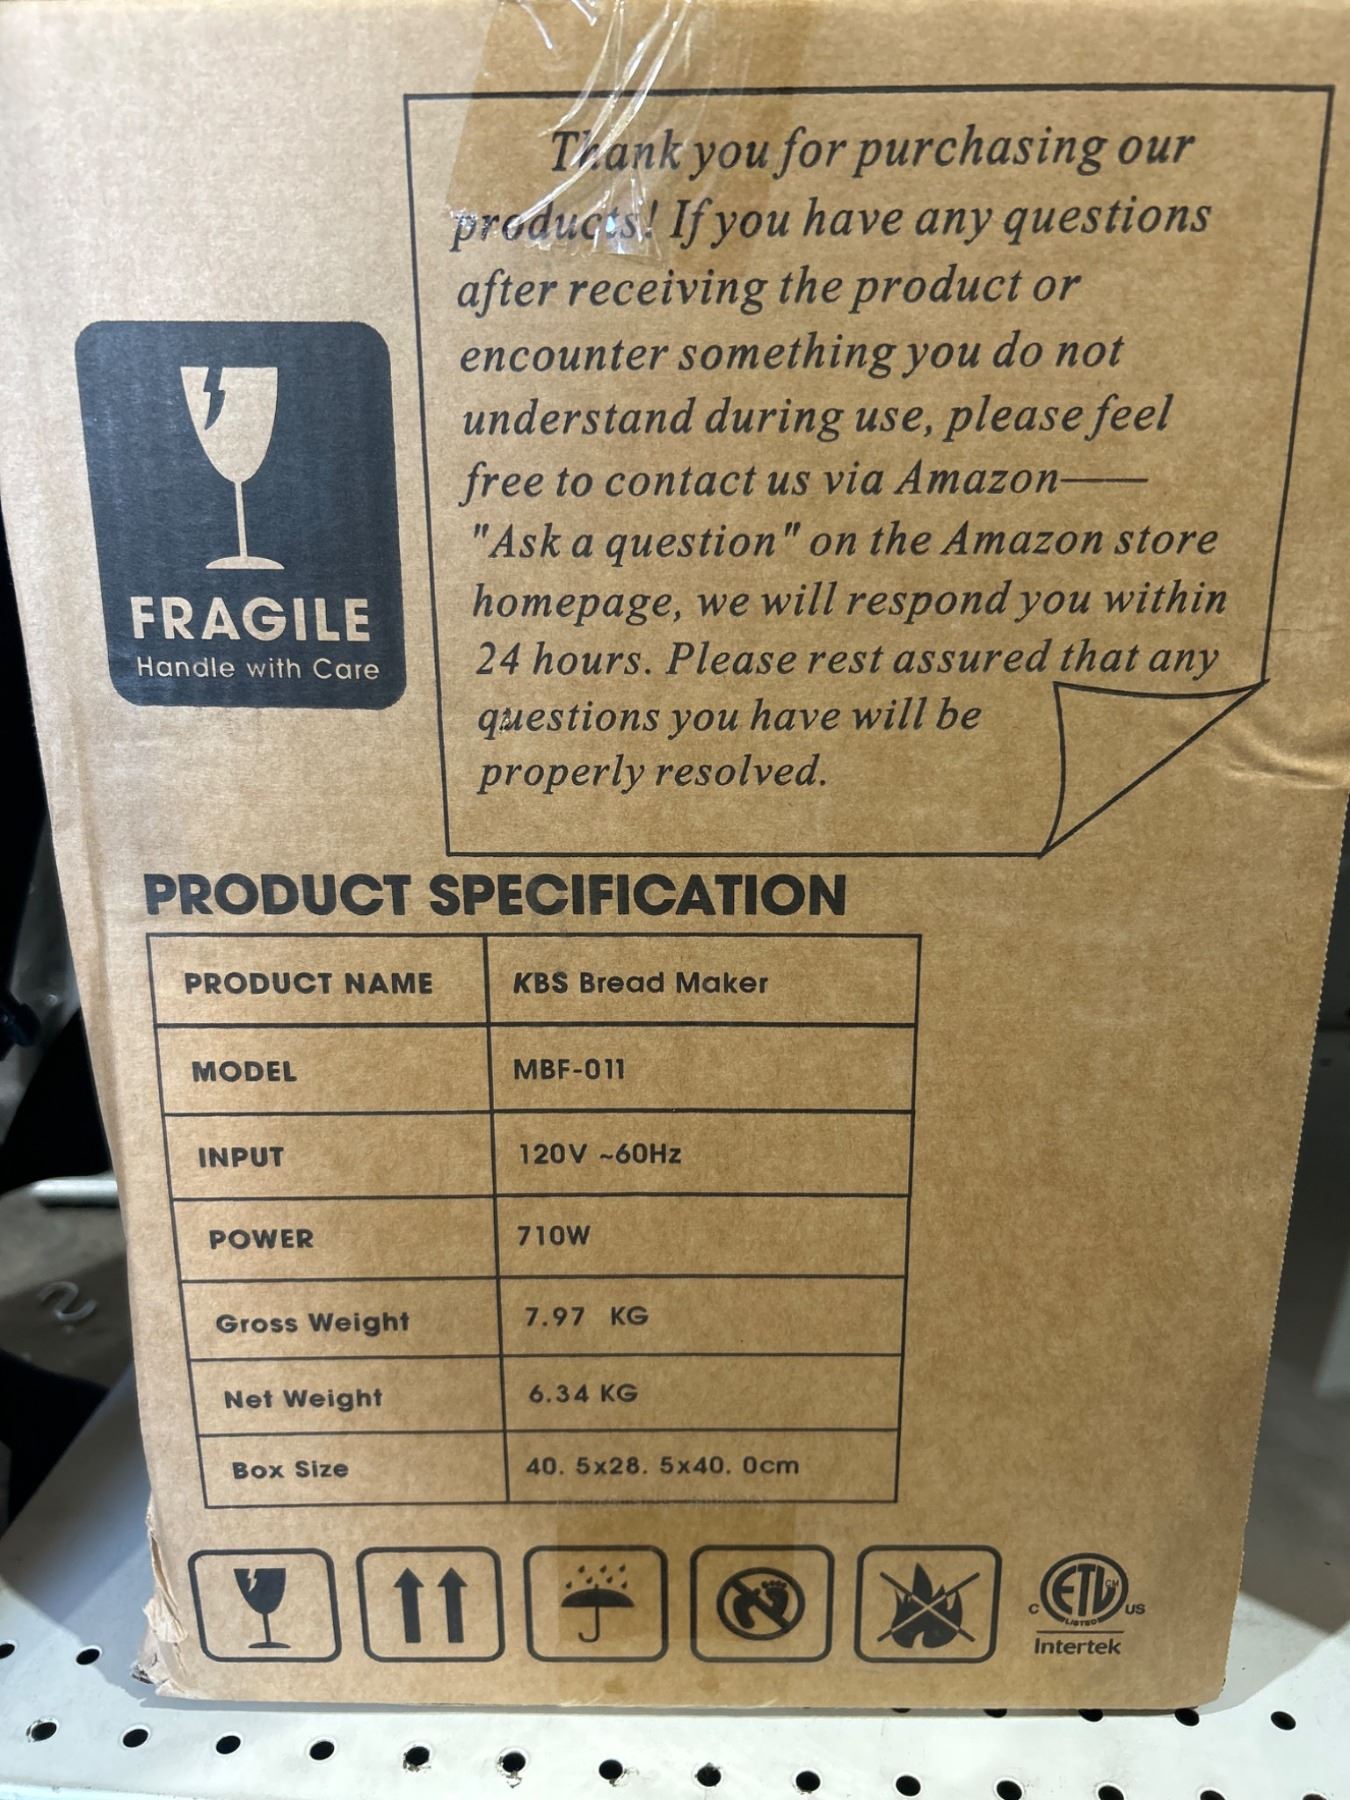 Thank you for purchasing our
products! If you have any questions
after receiving the product or
encounter something you do not
understand during use, please feel
free to contact us via Amazon——
"Ask a question" on the Amazon store
homepage, we will respond you within
24 hours. Please rest assured that any
questions you have will be
properly resolved.
FRAGILE
Handle with Care
PRODUCT SPECIFICATION
PRODUCT NAME KBS Bread Maker
MODEL MBF-011
INPUT 120V ~60Hz
POWER 710W
Gross Weight 7.97 KG
Net Weight 6.34 KG
Box Size 40. 5x28. 5x40. 0cm
C ETL CM US
LISTED
Intertek